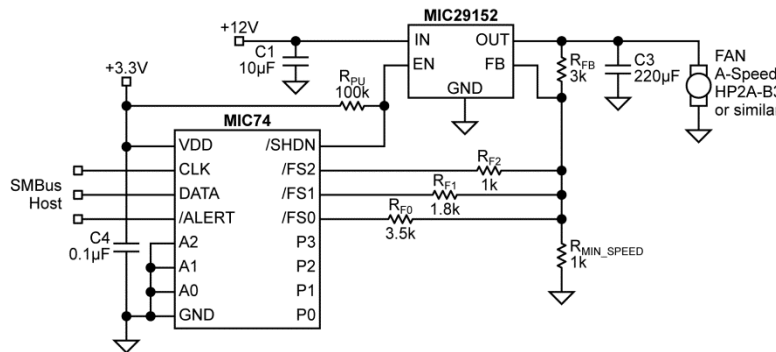 MIC29152
+12V
IN
OUT
C1
10µF
EN
FB
GND
R_FB
3k
C3
220µF
FAN
A-Speed
HP2A-B3
or similar
+3.3V
R_PU
100k
MIC74
VDD
/SHDN
CLK
/FS2
R_F2
1k
SMBus
Host
DATA
/FS1
R_F1
1.8k
/ALERT
/FS0
R_F0
3.5k
C4
0.1µF
A2
P3
A1
P2
A0
P1
GND
P0
R_MIN_SPEED
1k